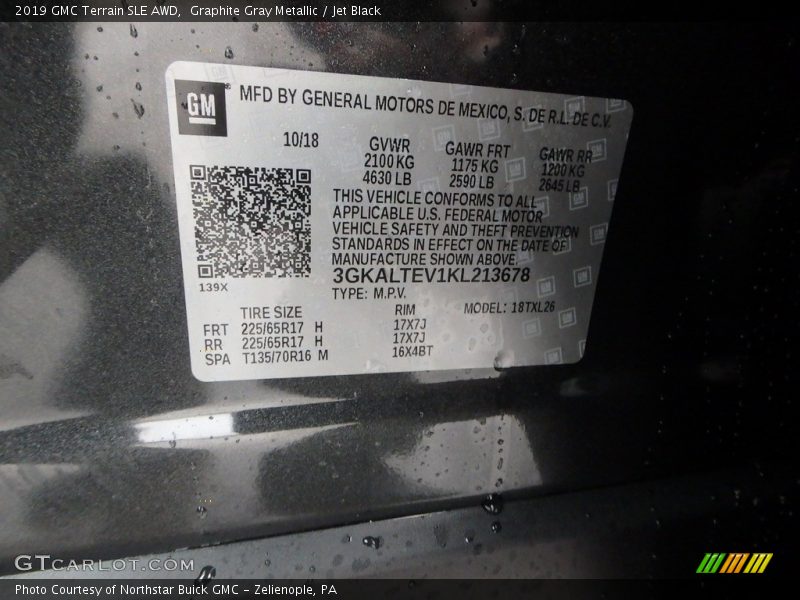 2019 GMC Terrain SLE AWD,  Graphite Gray Metallic / Jet Black
GM
MFD BY GENERAL MOTORS DE MEXICO, S. DE R.L. DE C.V.
10/18 GVWR GAWR FRT GAWR RR
2100 KG 1175 KG 1200 KG
4630 LB 2590 LB 2645 LB
THIS VEHICLE CONFORMS TO ALL
APPLICABLE U.S. FEDERAL MOTOR
VEHICLE SAFETY AND THEFT PREVENTION
STANDARDS IN EFFECT ON THE DATE OF
MANUFACTURE SHOWN ABOVE.
3GKALTEV1KL213678
139X
TYPE: M.P.V.
TIRE SIZE RIM MODEL: 18TXL26
FRT 225/65R17 H 17X7J
RR 225/65R17 H 17X7J
SPA T135/70R16 M 16X4BT
GTCARLOT.COM
Photo Courtesy of Northstar Buick GMC - Zelienople, PA